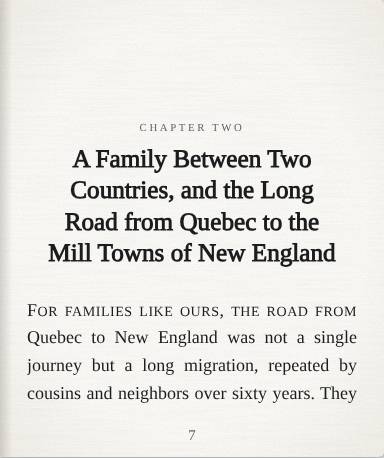 CHAPTER TWO
A Family Between Two
Countries, and the Long
Road from Quebec to the
Mill Towns of New England
FOR FAMILIES LIKE OURS, THE ROAD FROM
Quebec to New England was not a single
journey but a long migration, repeated by
cousins and neighbors over sixty years. They
7